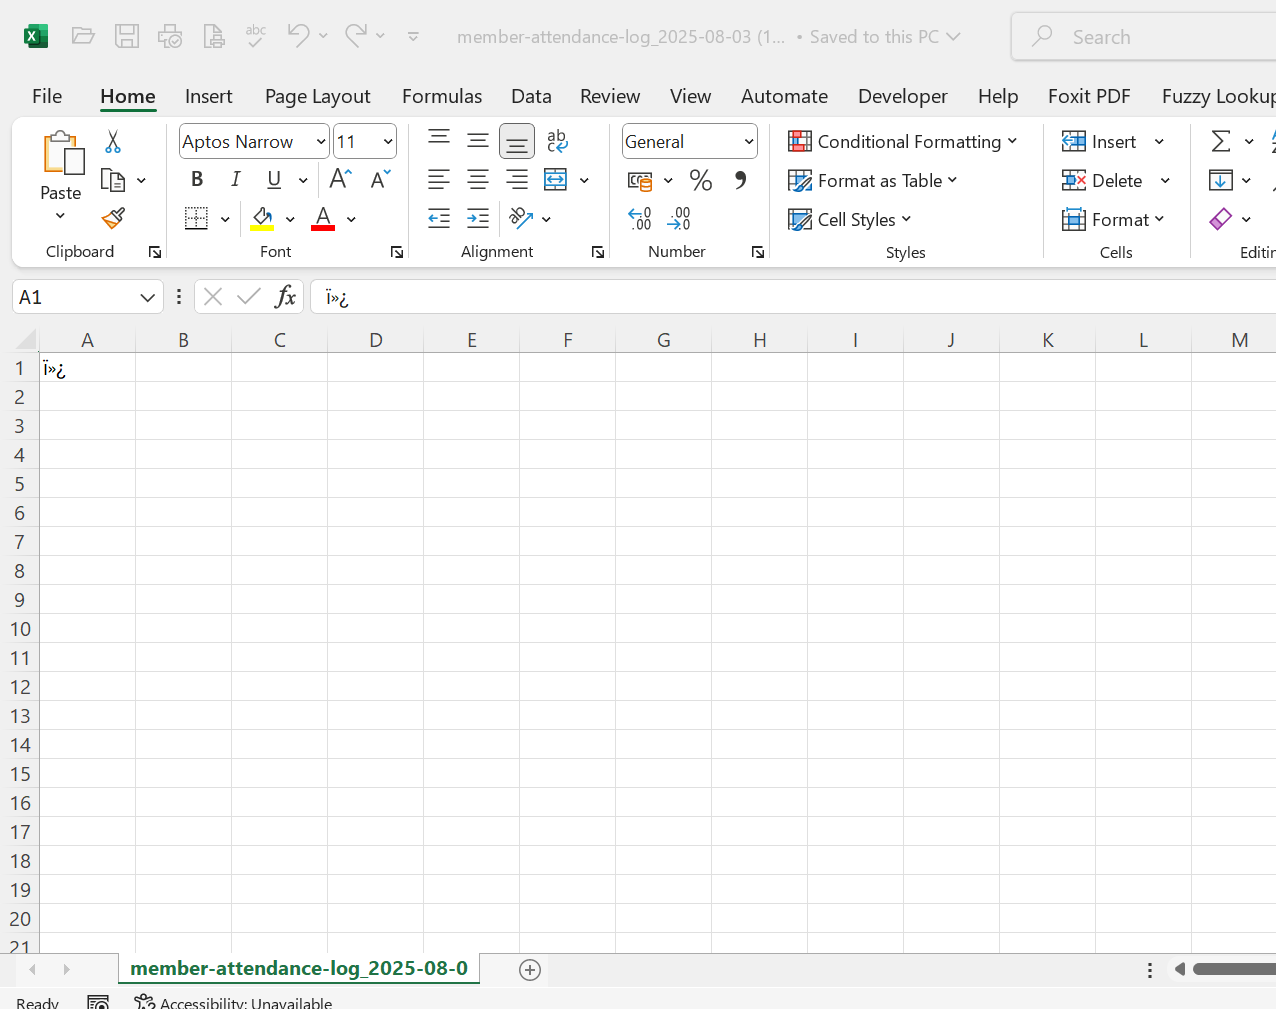 abc
member-attendance-log_2025-08-03 (1... • Saved to this PC
Search
File Home Insert Page Layout Formulas Data Review View Automate Developer Help Foxit PDF Fuzzy Lookup
Paste
Clipboard
Aptos Narrow 11
B I U A A
A
Font
ab
c
Alignment
General
% 9
.00
Number
Conditional Formatting
Format as Table
Cell Styles
Styles
Insert
Delete
Format
Cells
Editin
A1
fx
ï»¿
A B C D E F G H I J K L M
1 ï»¿
2
3
4
5
6
7
8
9
10
11
12
13
14
15
16
17
18
19
20
21
member-attendance-log_2025-08-0
Ready
Accessibility: Unavailable